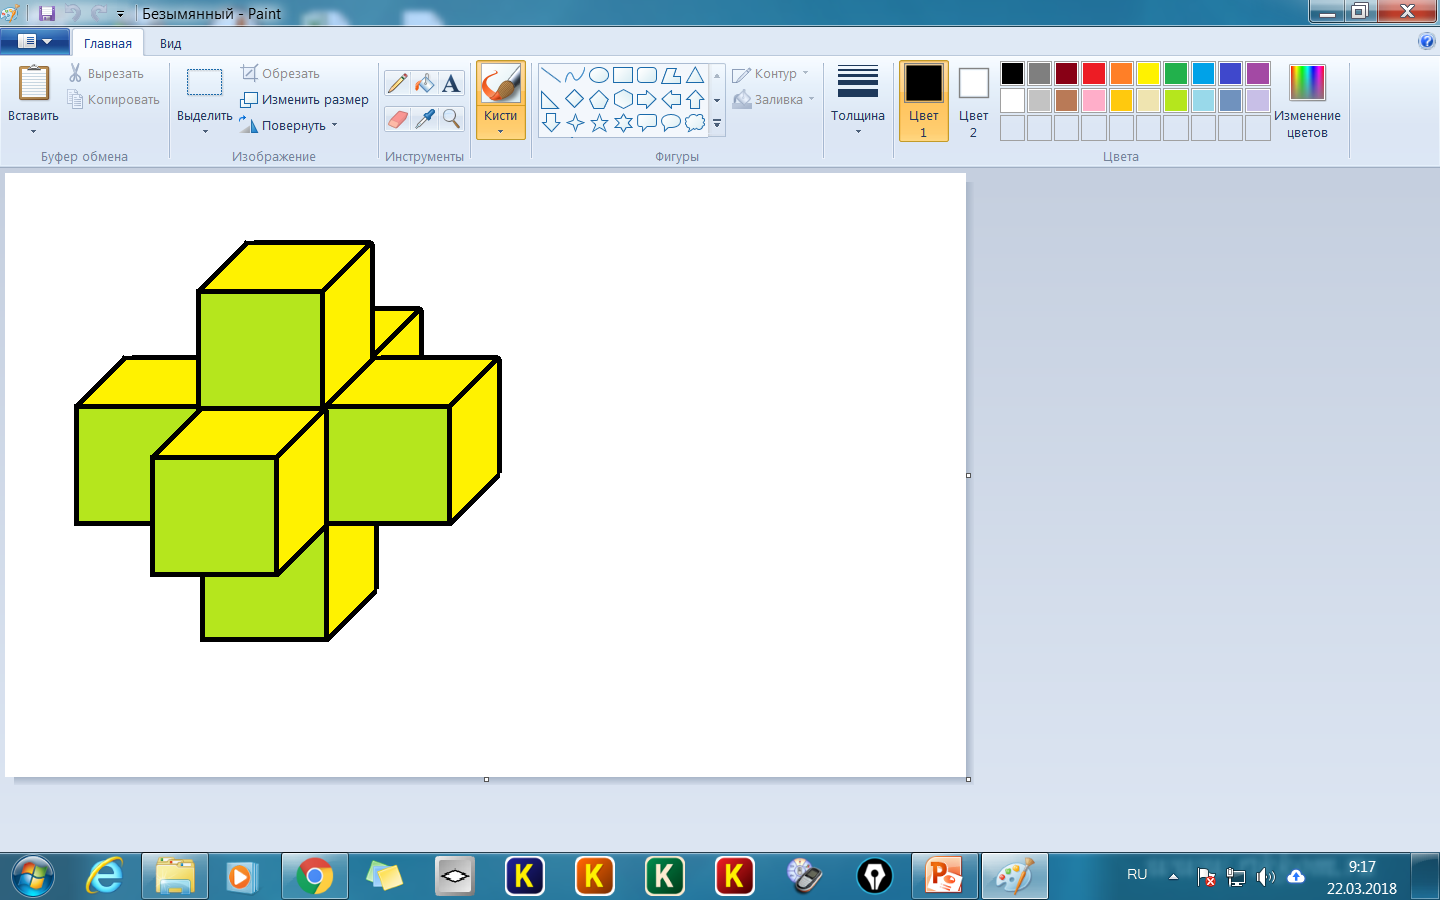 Безымянный - Paint
Главная
Вид
Вставить
Вырезать
Копировать
Буфер обмена
Выделить
Обрезать
Изменить размер
Повернуть
Изображение
A
Инструменты
Кисти
Контур
Заливка
Фигуры
Толщина
Цвет
1
Цвет
2
Изменение
цветов
Цвета
K
K
K
K
RU
9:17
22.03.2018